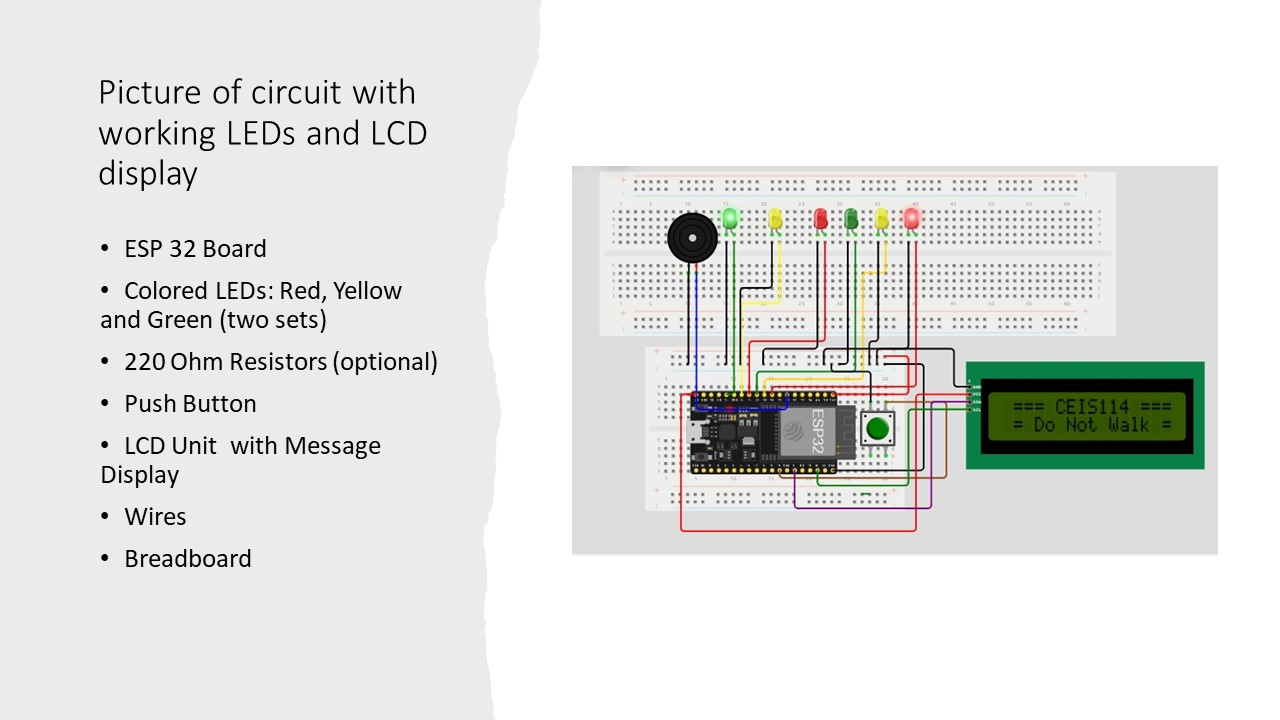 Picture of circuit with
working LEDs and LCD
display
• ESP 32 Board
• Colored LEDs: Red, Yellow
and Green (two sets)
• 220 Ohm Resistors (optional)
• Push Button
• LCD Unit with Message
Display
• Wires
• Breadboard
ESP32
=== CEIS114 ===
= Do Not Walk =